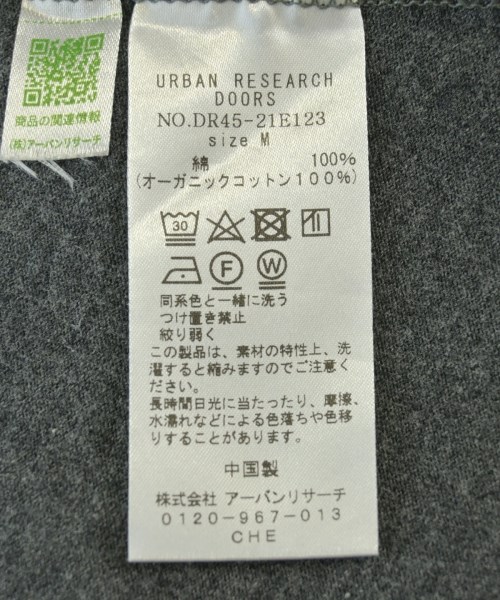 商品の関連情報
(株)アーバンリサーチ
URBAN RESEARCH
DOORS
NO.DR45-21E123
size M
綿 100%
(オーガニックコットン100%)
30
F W
同系色と一緒に洗う
つけ置き禁止
絞り弱く
この製品は、素材の特性上、洗
濯すると縮みますのでご注意く
ださい。
長時間日光に当たったり、摩擦、
水濡れなどによる色落ちや色移
りすることがあります。
中国製
株式会社 アーバンリサーチ
0120-967-013
CHE